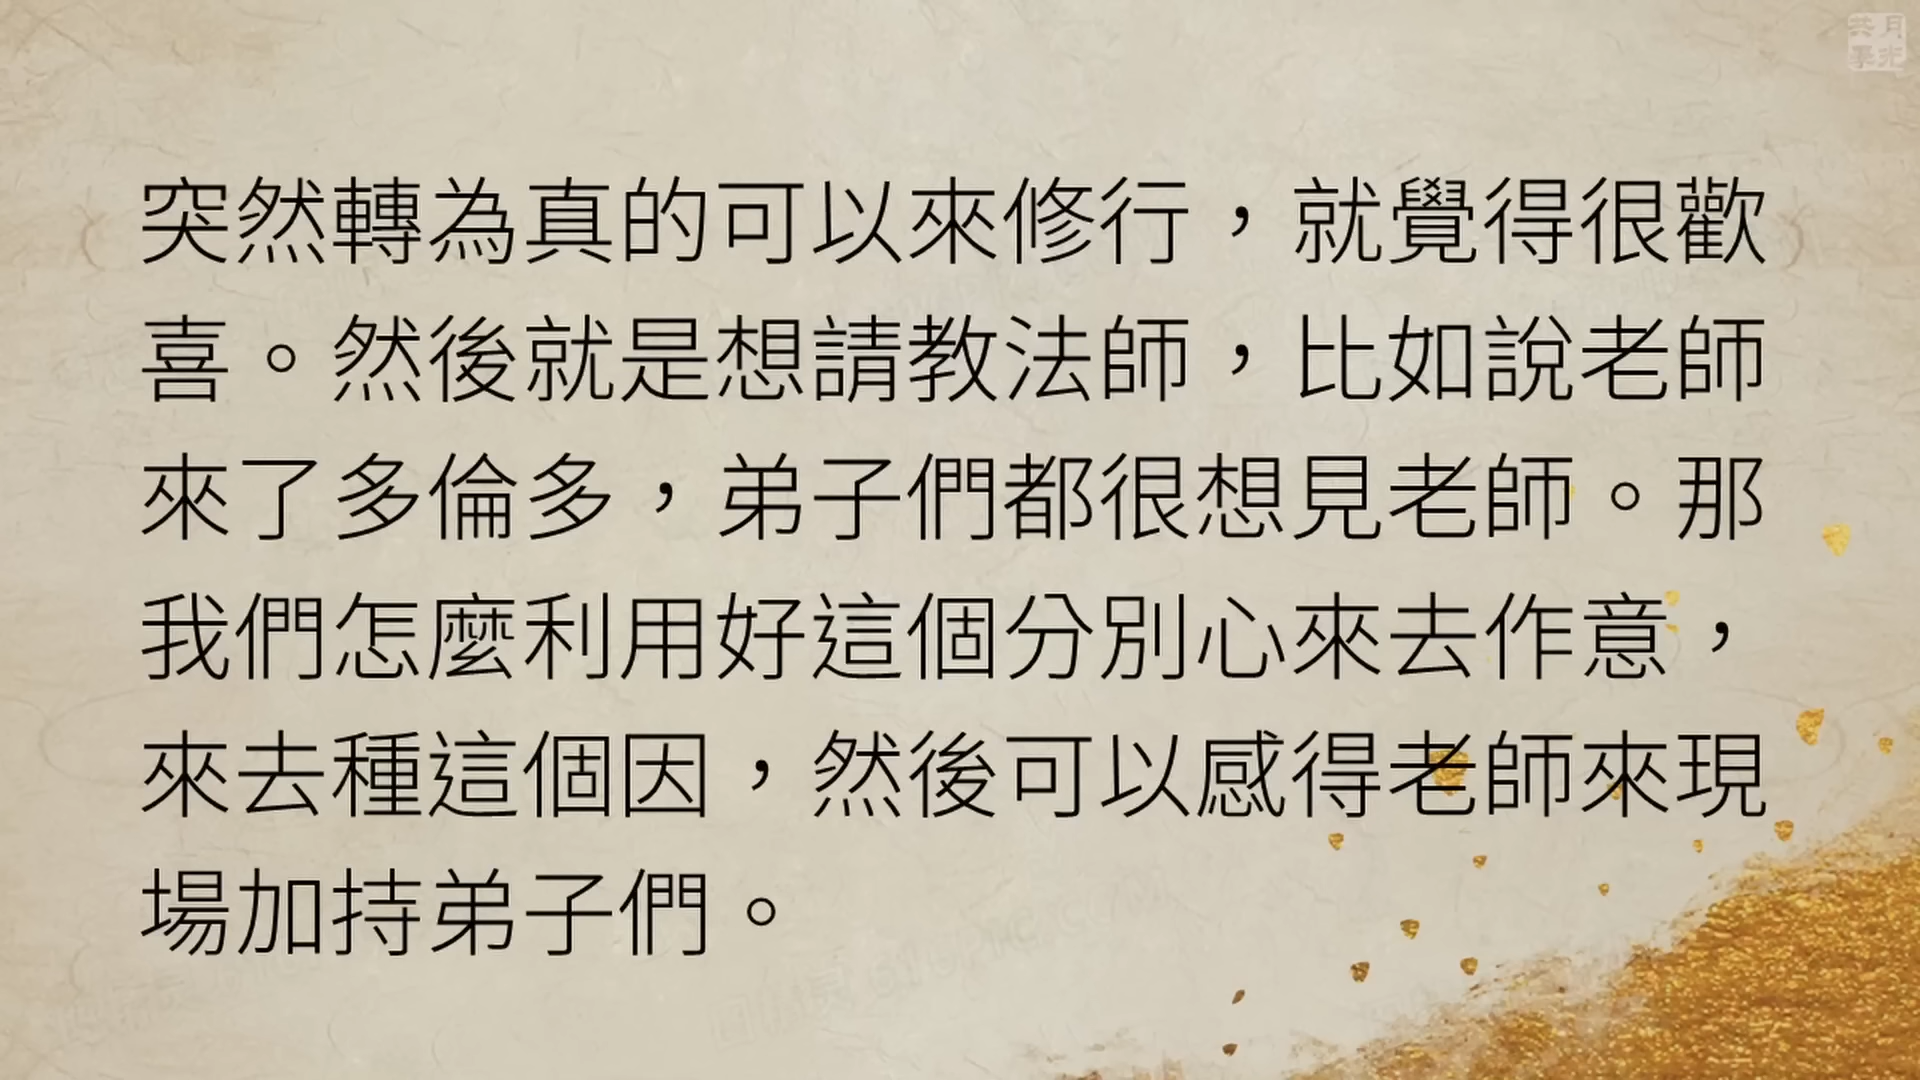 突然轉為真的可以來修行，就覺得很歡
喜。然後就是想請教法師，比如說老師
來了多倫多，弟子們都很想見老師。那
我們怎麼利用好這個分別心來去作意，
來去種這個因，然後可以感得老師來現
場加持弟子們。